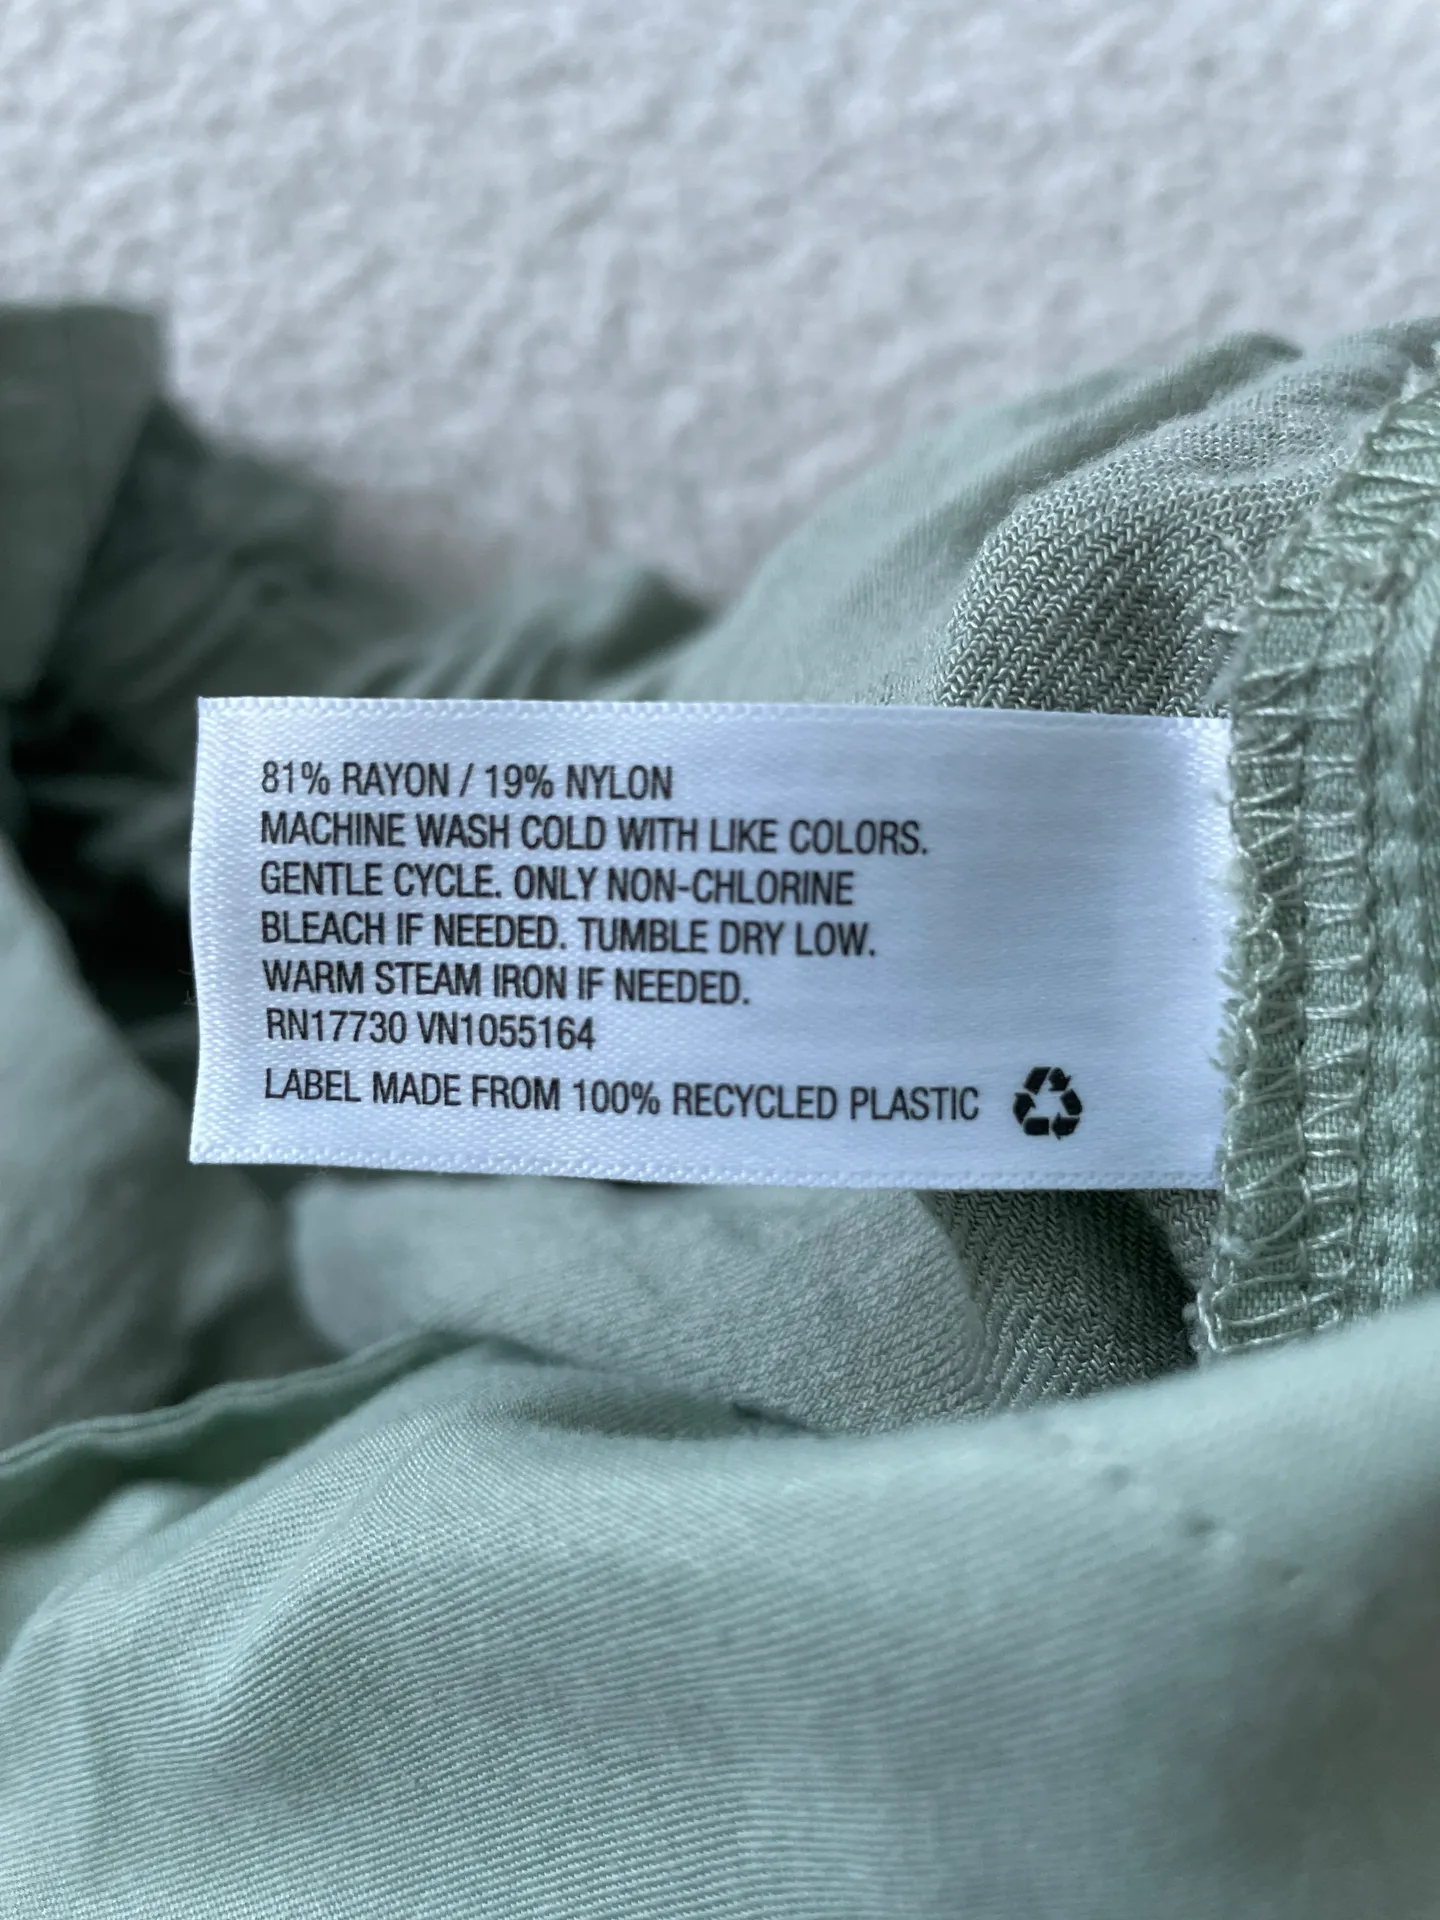 81% RAYON / 19% NYLON
MACHINE WASH COLD WITH LIKE COLORS.
GENTLE CYCLE. ONLY NON-CHLORINE
BLEACH IF NEEDED. TUMBLE DRY LOW.
WARM STEAM IRON IF NEEDED.
RN17730 VN1055164
LABEL MADE FROM 100% RECYCLED PLASTIC